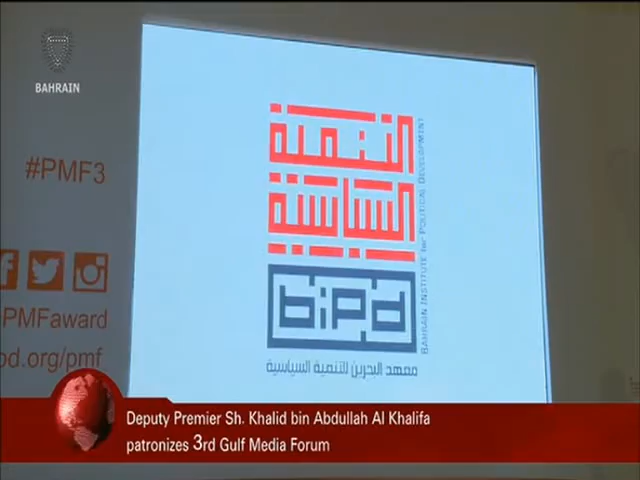 BAHRAIN
#PMF3
PMFaward
od.org/pmf
التنمية
السياسية
BAHRAIN INSTITUTE for POLITICAL DEVELOPMENT
bipd
معهد البحرين للتنمية السياسية
Deputy Premier Sh. Khalid bin Abdullah Al Khalifa
patronizes 3rd Gulf Media Forum